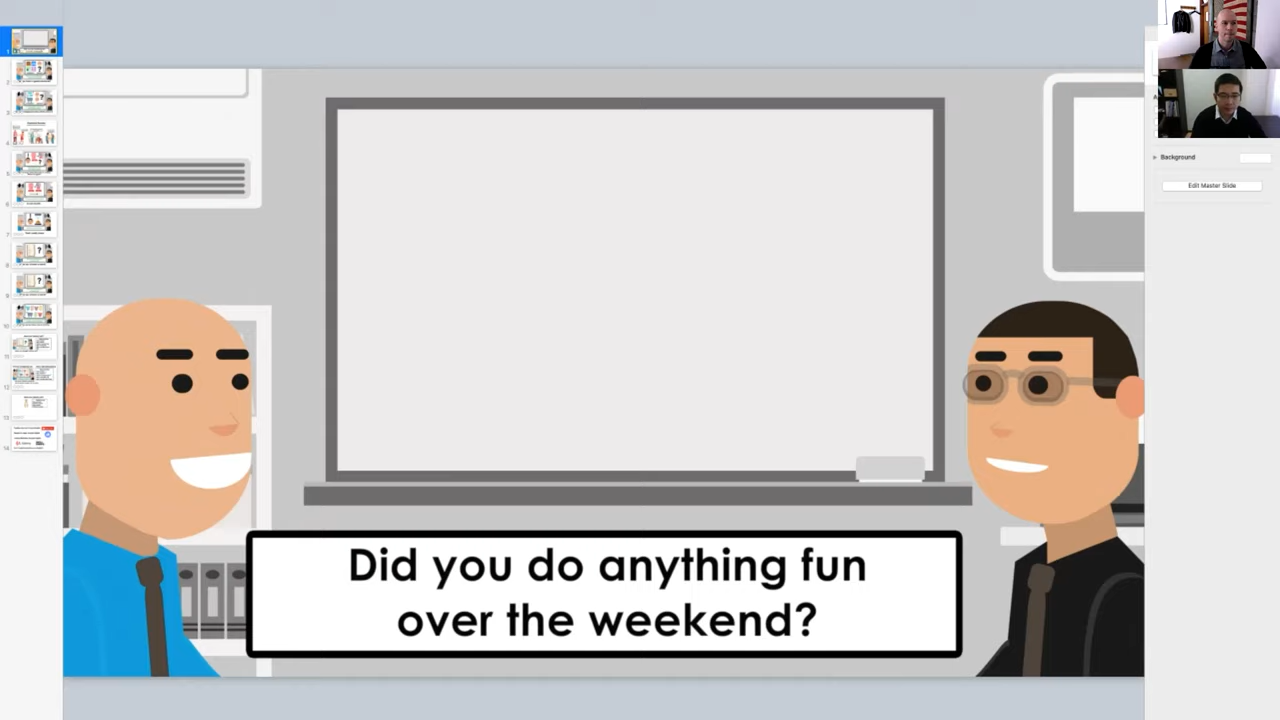 Did you do anything fun
over the weekend?
Background
Edit Master Slide